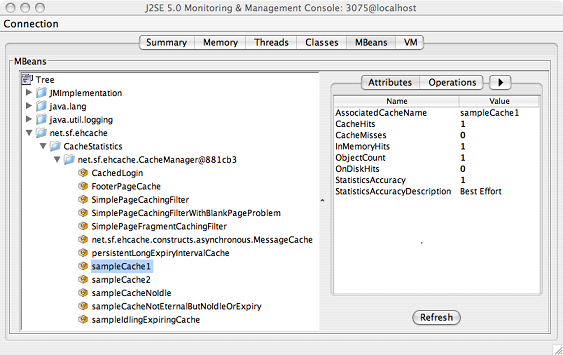 J2SE 5.0 Monitoring & Management Console: 3075@localhost
Connection
Summary Memory Threads Classes MBeans VM
MBeans
Tree
JMImplementation
java.lang
java.util.logging
net.sf.ehcache
CacheStatistics
net.sf.ehcache.CacheManager@881cb3
CachedLogin
FooterPageCache
SimplePageCachingFilter
SimplePageCachingFilterWithBlankPageProblem
SimplePageFragmentCachingFilter
net.sf.ehcache.constructs.asynchronous.MessageCache
persistentLongExpiryIntervalCache
sampleCache1
sampleCache2
sampleCacheNoIdle
sampleCacheNotEternalButNoIdleOrExpiry
sampleIdlingExpiringCache
Attributes Operations
Name Value
AssociatedCacheName sampleCache1
CacheHits 1
CacheMisses 0
InMemoryHits 1
ObjectCount 1
OnDiskHits 0
StatisticsAccuracy 1
StatisticsAccuracyDescription Best Effort
Refresh